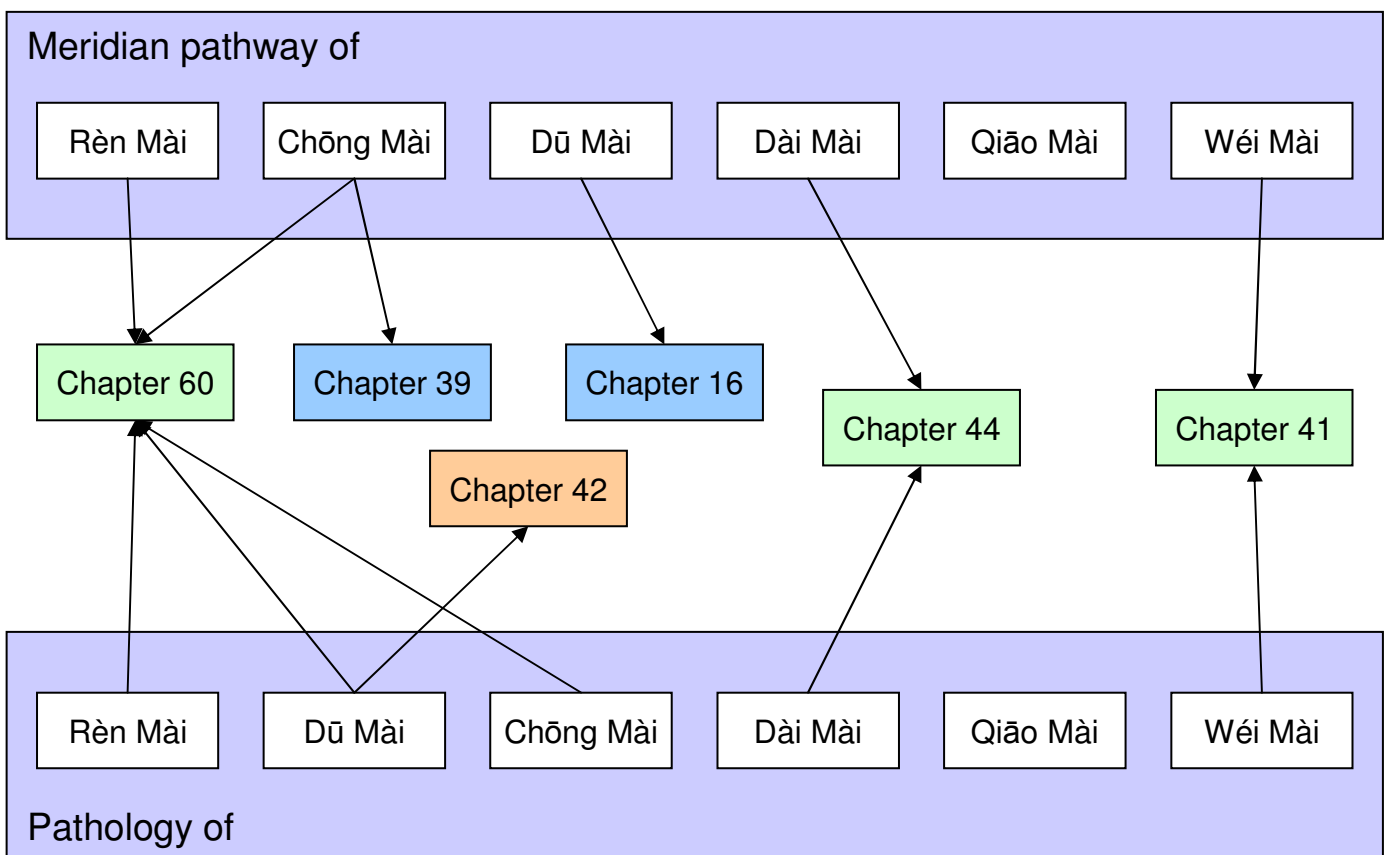 Meridian pathway of
Rèn Mài
Chōng Mài
Dū Mài
Dài Mài
Qiāo Mài
Wéi Mài
Chapter 60
Chapter 39
Chapter 16
Chapter 44
Chapter 41
Chapter 42
Rèn Mài
Dū Mài
Chōng Mài
Dài Mài
Qiāo Mài
Wéi Mài
Pathology of